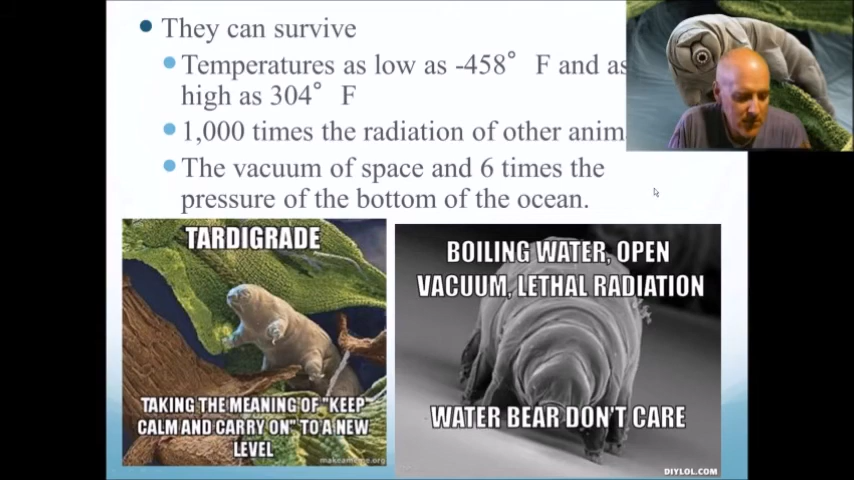 They can survive
Temperatures as low as -458° F and as
high as 304° F
1,000 times the radiation of other anim
The vacuum of space and 6 times the
pressure of the bottom of the ocean.
TARDIGRADE
TAKING THE MEANING OF "KEEP
CALM AND CARRY ON" TO A NEW
LEVEL
makeameme.org
BOILING WATER, OPEN
VACUUM, LETHAL RADIATION
WATER BEAR DON'T CARE
DIYLOL.COM